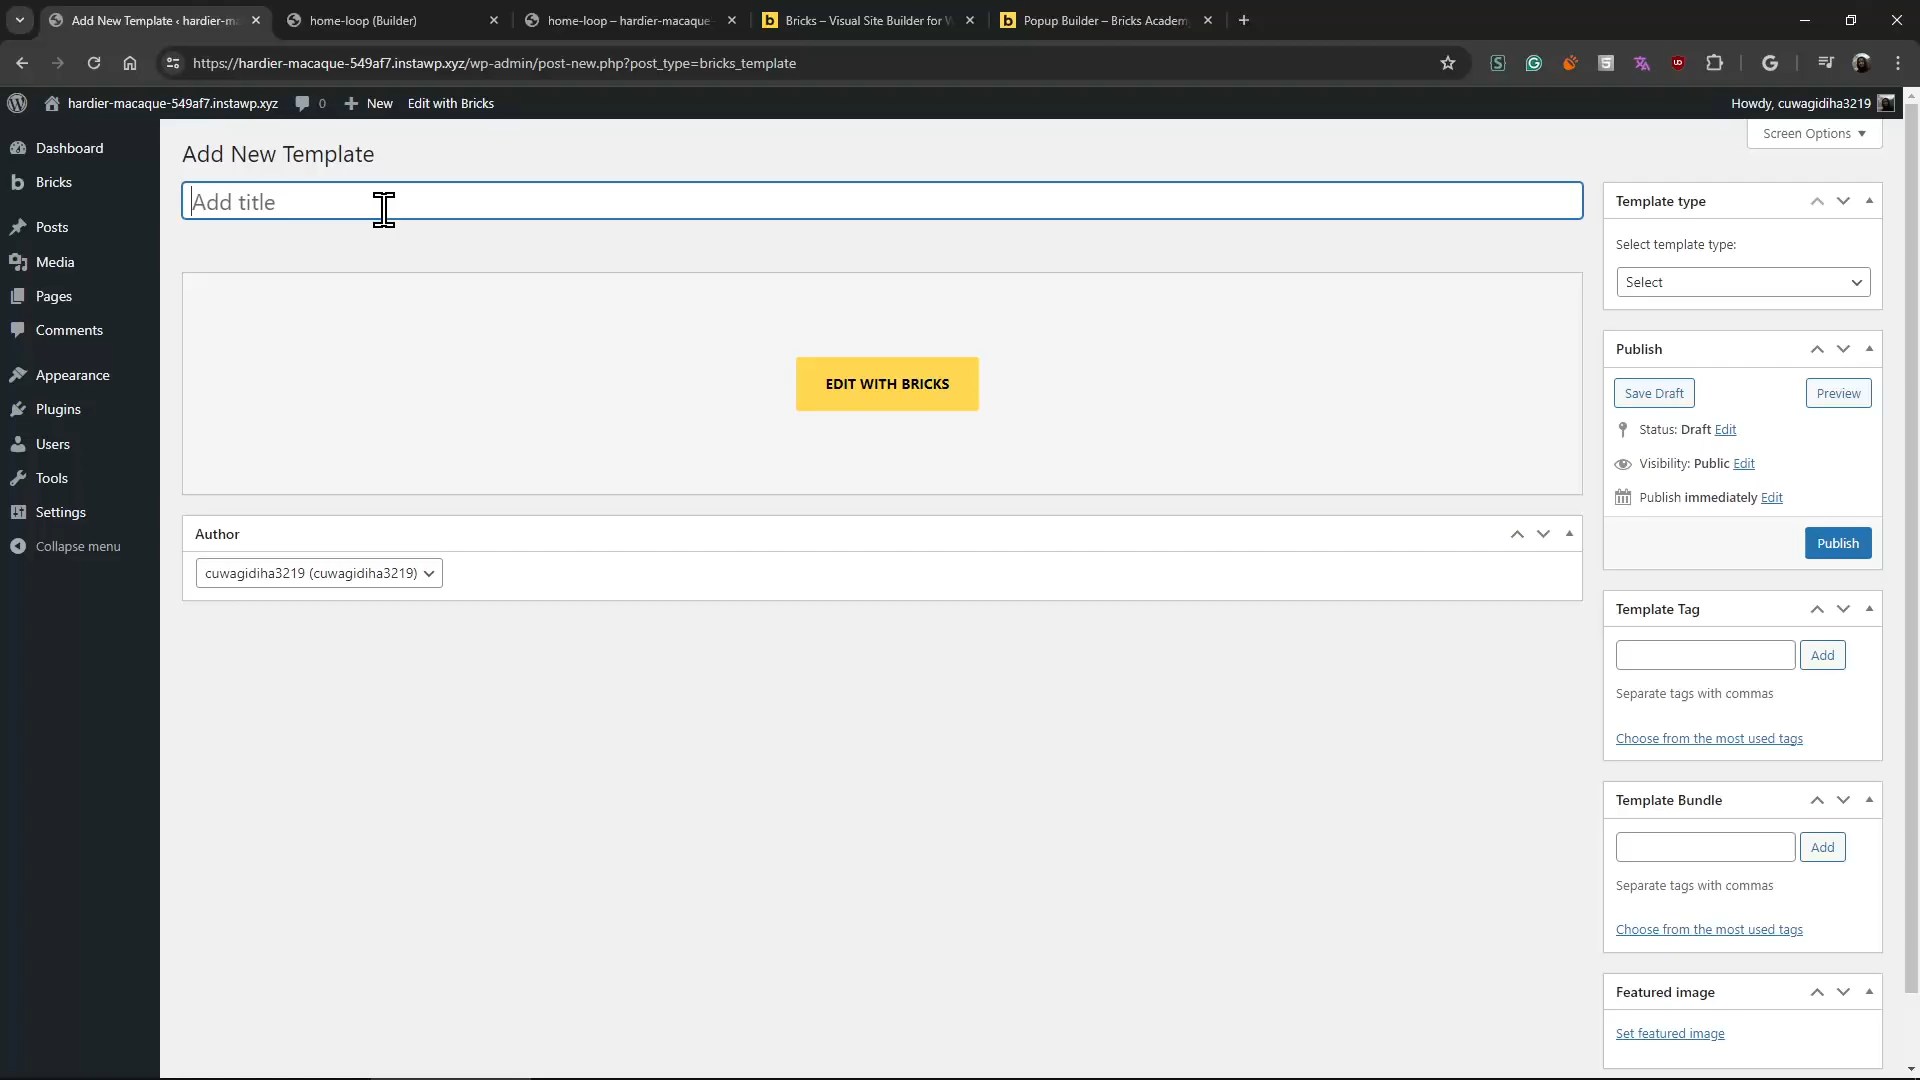 Add New Template ‹ hardier-m
home-loop (Builder)
home-loop – hardier-macaque
Bricks – Visual Site Builder for
Popup Builder – Bricks Academ
https://hardier-macaque-549af7.instawp.xyz/wp-admin/post-new.php?post_type=bricks_template
hardier-macaque-549af7.instawp.xyz
0
New
Edit with Bricks
Howdy, cuwagidiha3219
Dashboard
Bricks
Posts
Media
Pages
Comments
Appearance
Plugins
Users
Tools
Settings
Collapse menu
Screen Options
Add New Template
Add title
EDIT WITH BRICKS
Author
cuwagidiha3219 (cuwagidiha3219)
Template type
Select template type:
Select
Publish
Save Draft
Preview
Status: Draft Edit
Visibility: Public Edit
Publish immediately Edit
Publish
Template Tag
Add
Separate tags with commas
Choose from the most used tags
Template Bundle
Add
Separate tags with commas
Choose from the most used tags
Featured image
Set featured image